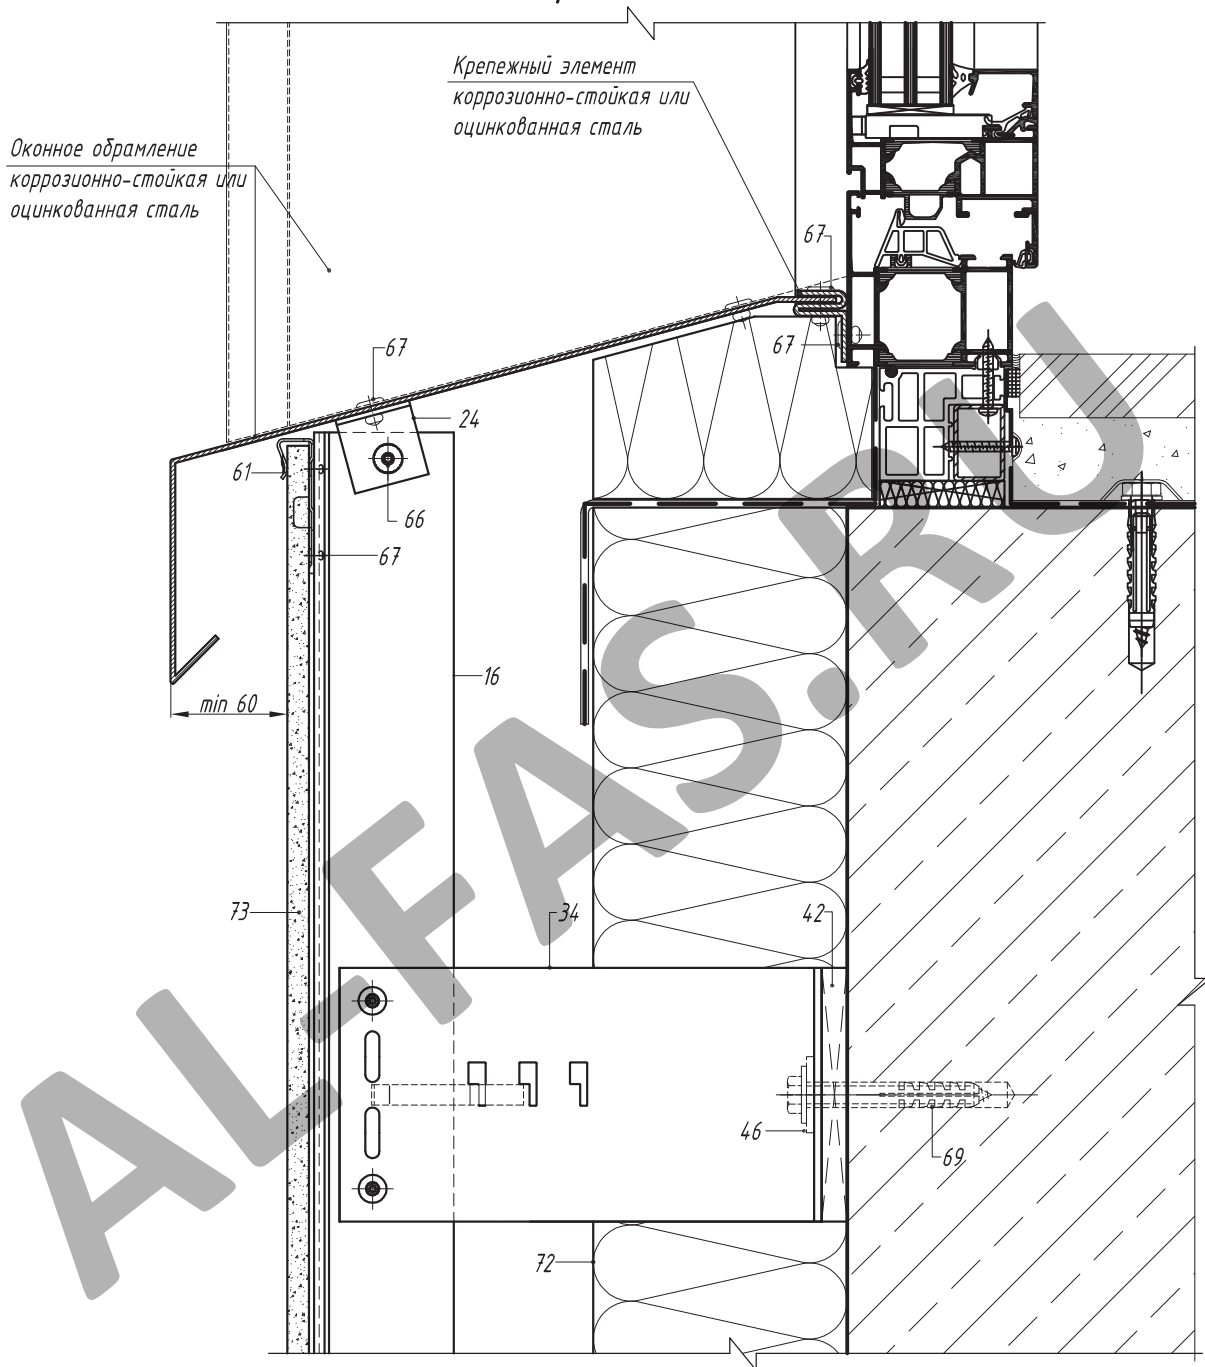 Крепежный элемент
коррозионно-стойкая или
оцинкованная сталь
Оконное обрамление
коррозионно-стойкая или
оцинкованная сталь
67
67
67
24
61
66
67
16
min 60
73
34
42
46
69
72
AL-FAS.RU